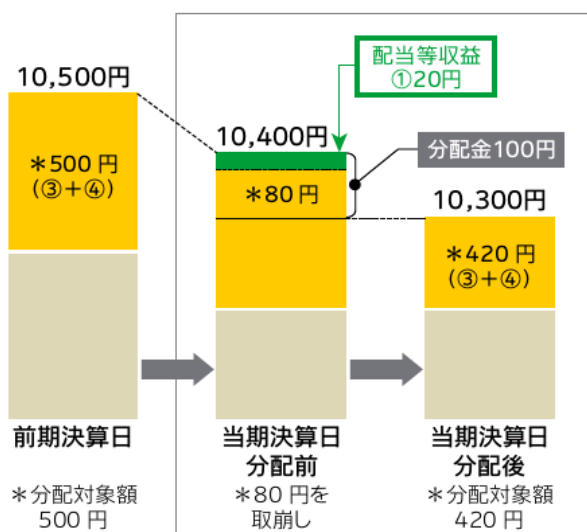 配当等収益
①20円
10,500円
10,400円
分配金100円
＊500円
（③＋④）
＊80円
10,300円
＊420円
（③＋④）
前期決算日
当期決算日
分配前
当期決算日
分配後
＊分配対象額
500円
＊80円を
取崩し
＊分配対象額
420円